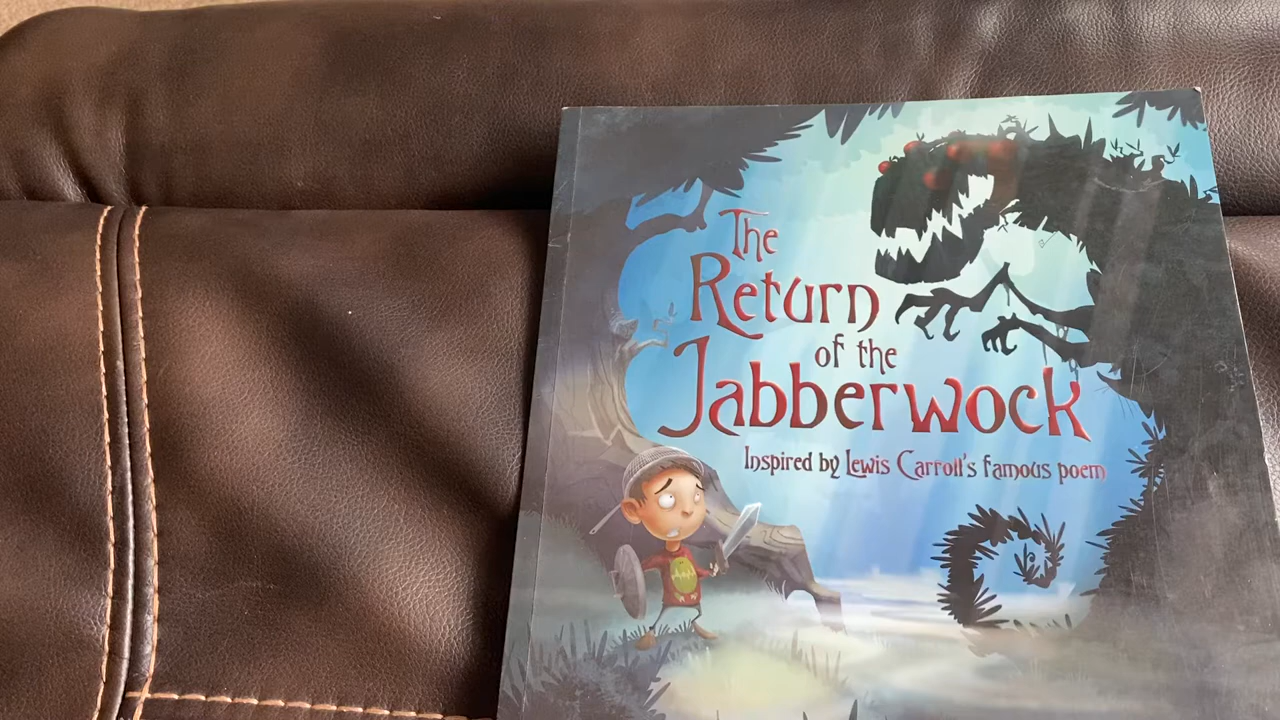 The
Return
of the
Jabberwock
Inspired by Lewis Carroll's famous poem